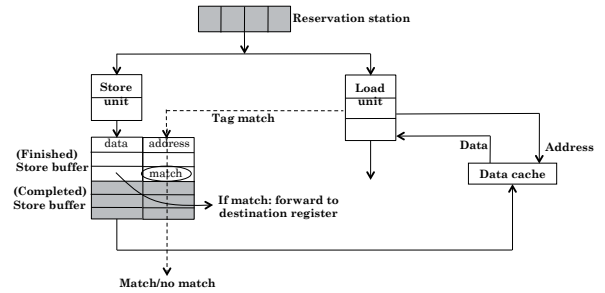 Reservation station
Store
unit
Load
unit
Tag match
data
address
Data
Address
(Finished)
Store buffer
match
Data cache
(Completed)
Store buffer
If match: forward to
destination register
Match/no match